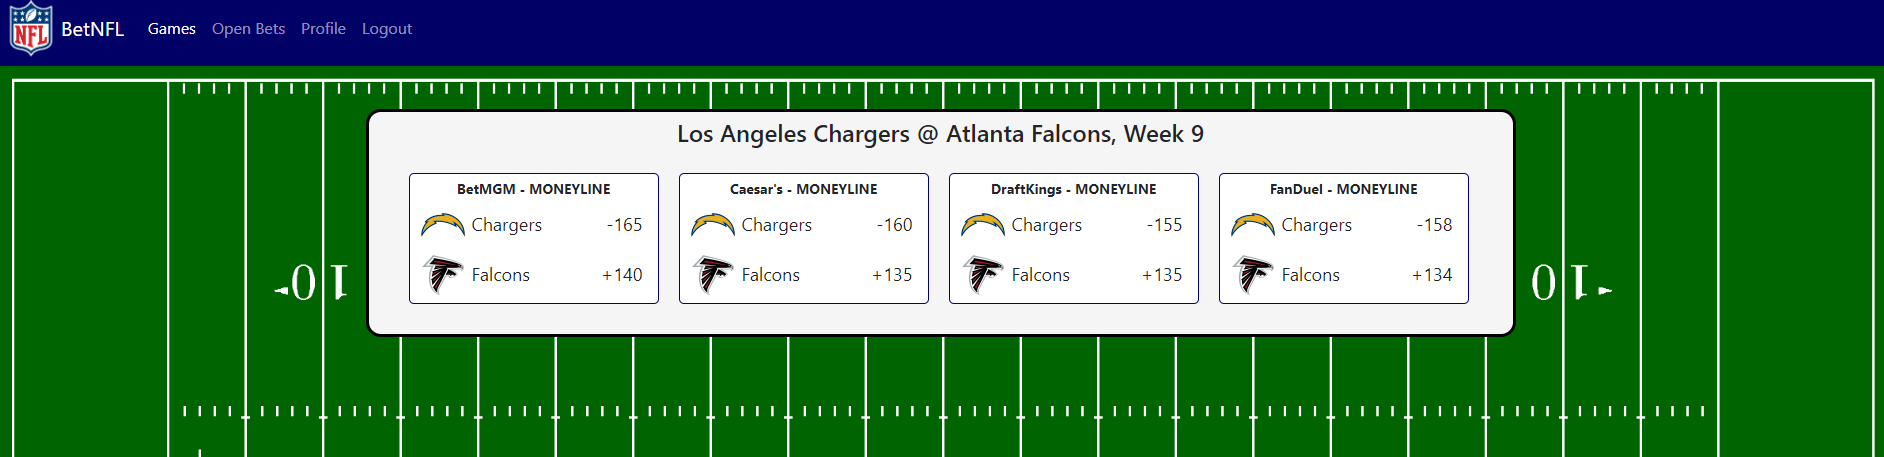 NFL
BetNFL Games Open Bets Profile Logout
Los Angeles Chargers @ Atlanta Falcons, Week 9
BetMGM - MONEYLINE
Chargers -165
Falcons +140
Caesar's - MONEYLINE
Chargers -160
Falcons +135
DraftKings - MONEYLINE
Chargers -155
Falcons +135
FanDuel - MONEYLINE
Chargers -158
Falcons +134
10
10